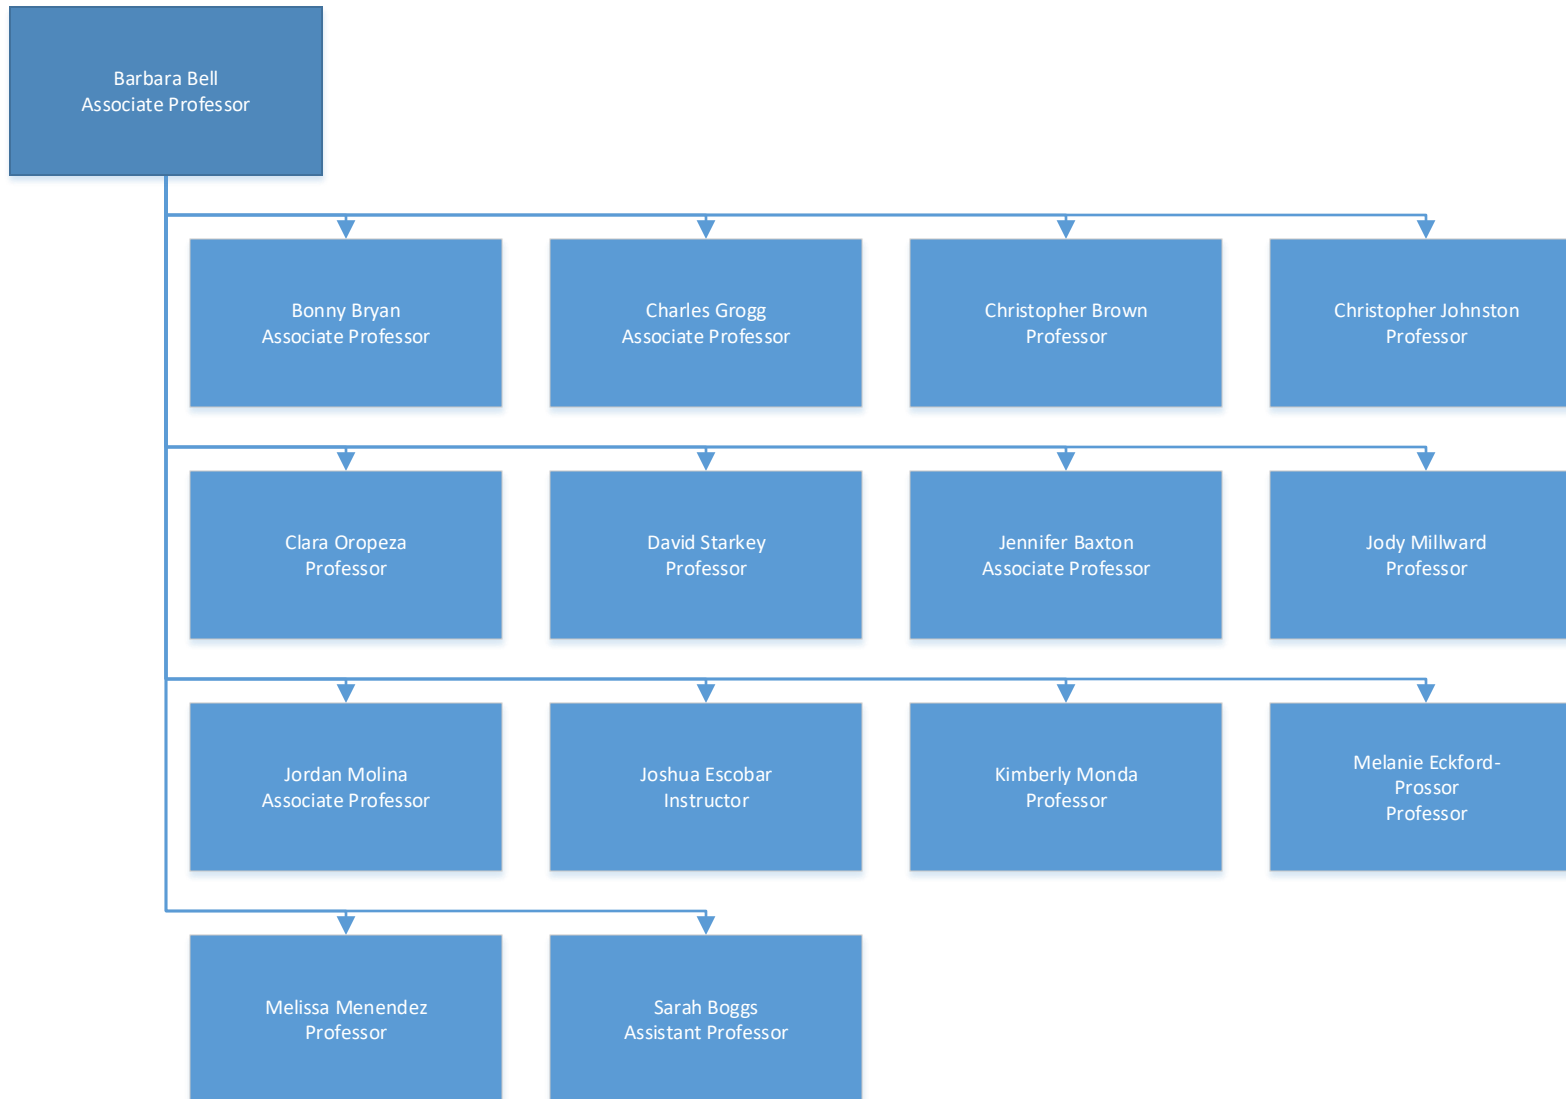 Barbara Bell
Associate Professor
Bonny Bryan
Associate Professor
Charles Grogg
Associate Professor
Christopher Brown
Professor
Christopher Johnston
Professor
Clara Oropeza
Professor
David Starkey
Professor
Jennifer Baxton
Associate Professor
Jody Millward
Professor
Jordan Molina
Associate Professor
Joshua Escobar
Instructor
Kimberly Monda
Professor
Melanie Eckford-
Prossor
Professor
Melissa Menendez
Professor
Sarah Boggs
Assistant Professor